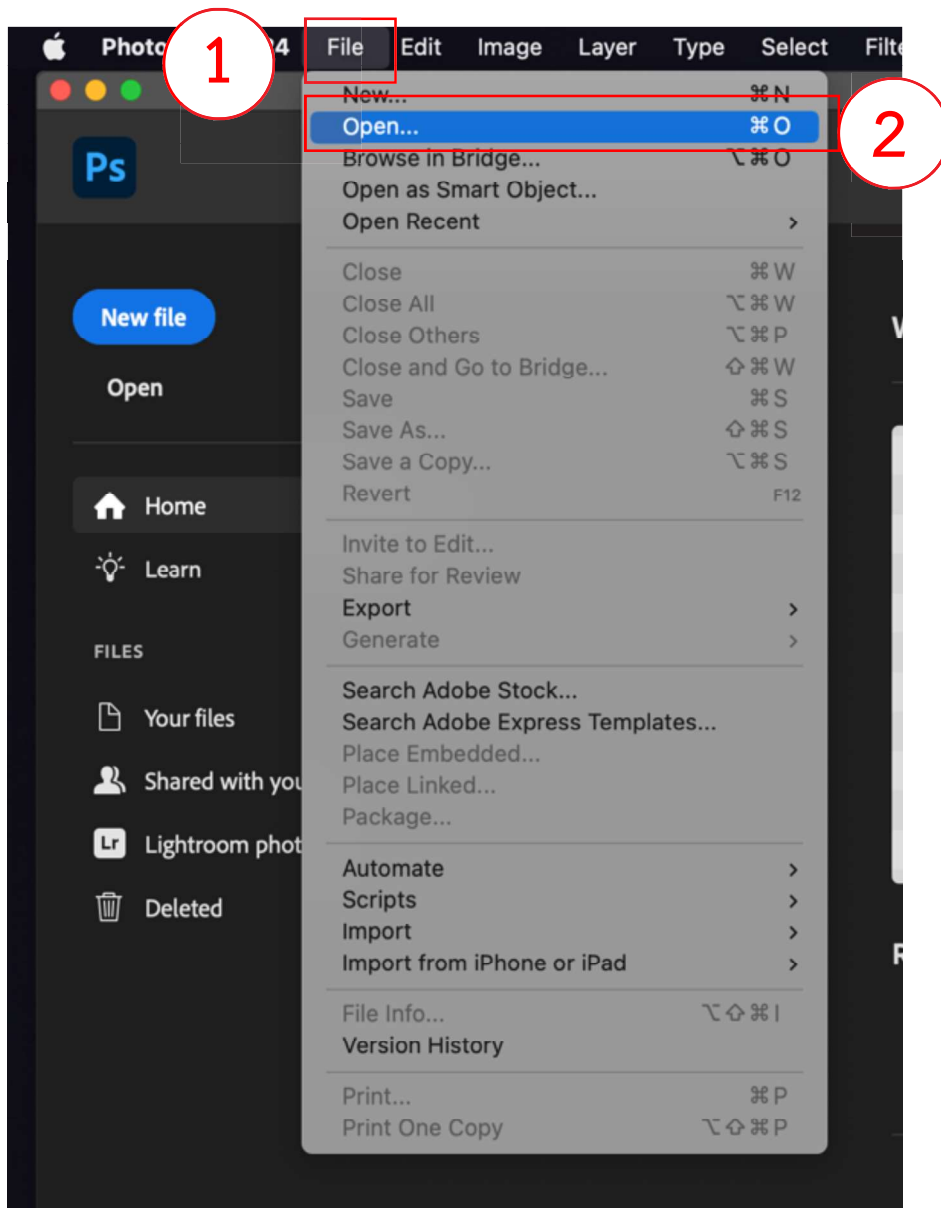 Photo 1 4 File Edit Image Layer Type Select Filte
New... ⌘N
Open... ⌘O 2
Browse in Bridge... ⌥⌘O
Ps
Open as Smart Object...
Open Recent >
Close ⌘W
Close All ⌥⌘W
New file
Close Others ⌥⌘P
Close and Go to Bridge... ⇧⌘W
Open
Save ⌘S
Save As... ⇧⌘S
Save a Copy... ⌥⌘S
Revert F12
Home
Invite to Edit...
Learn
Share for Review
Export >
Generate >
FILES
Search Adobe Stock...
Your files
Search Adobe Express Templates...
Place Embedded...
Shared with you
Place Linked...
Package...
Lr Lightroom phot
Automate >
Scripts >
Deleted
Import >
Import from iPhone or iPad >
File Info... ⌥⇧⌘I
Version History
Print... ⌘P
Print One Copy ⌥⇧⌘P